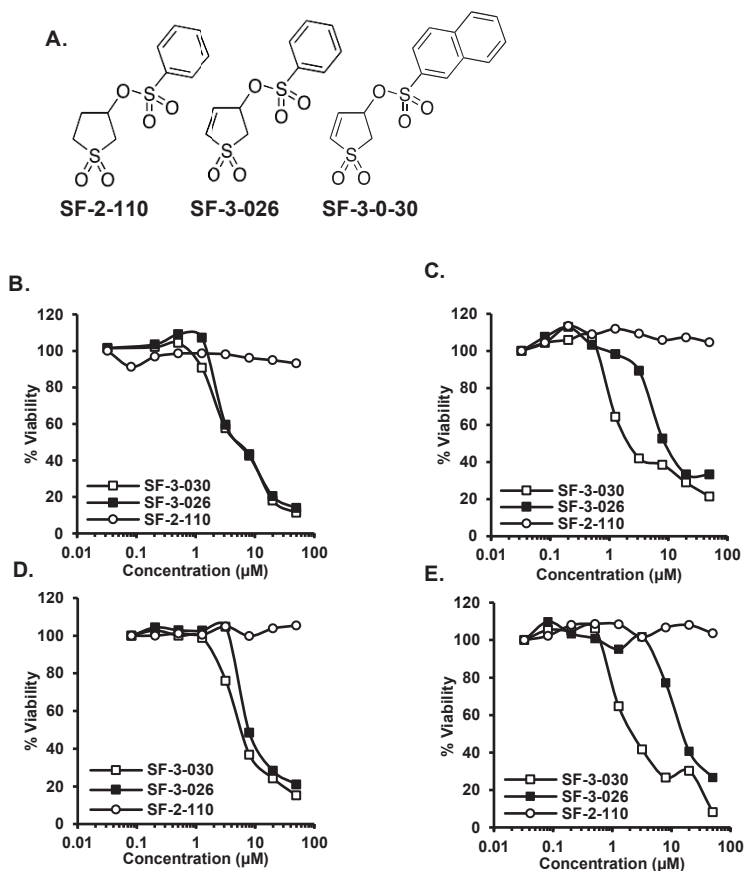 A.
O S O O
S O O
SF-2-110
O S O O
S O O
SF-3-026
O S O O
S O O
SF-3-0-30
B.
120
100
80
60
40
20
0
% Viability
SF-3-030
SF-3-026
SF-2-110
0.01 0.1 1 10 100
Concentration (µM)
C.
120
100
80
60
40
20
0
% Viability
SF-3-030
SF-3-026
SF-2-110
0.01 0.1 1 10 100
Concentration (µM)
D.
120
100
80
60
40
20
0
% Viability
SF-3-030
SF-3-026
SF-2-110
0.01 0.1 1 10 100
Concentration (µM)
E.
120
100
80
60
40
20
0
% Viability
SF-3-030
SF-3-026
SF-2-110
0.01 0.1 1 10 100
Concentration (µM)